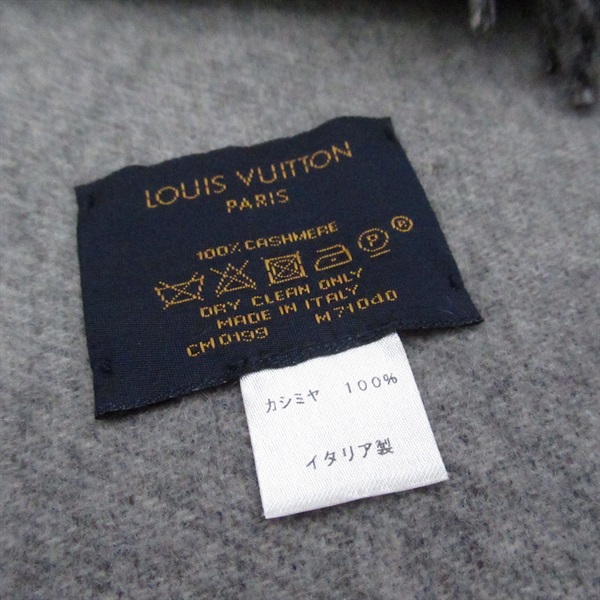 LOUIS VUITTON
PARIS
100% CASHMERE
P ®
DRY CLEAN ONLY
MADE IN ITALY
CM0199 M71040
カシミヤ 100%
イタリア製